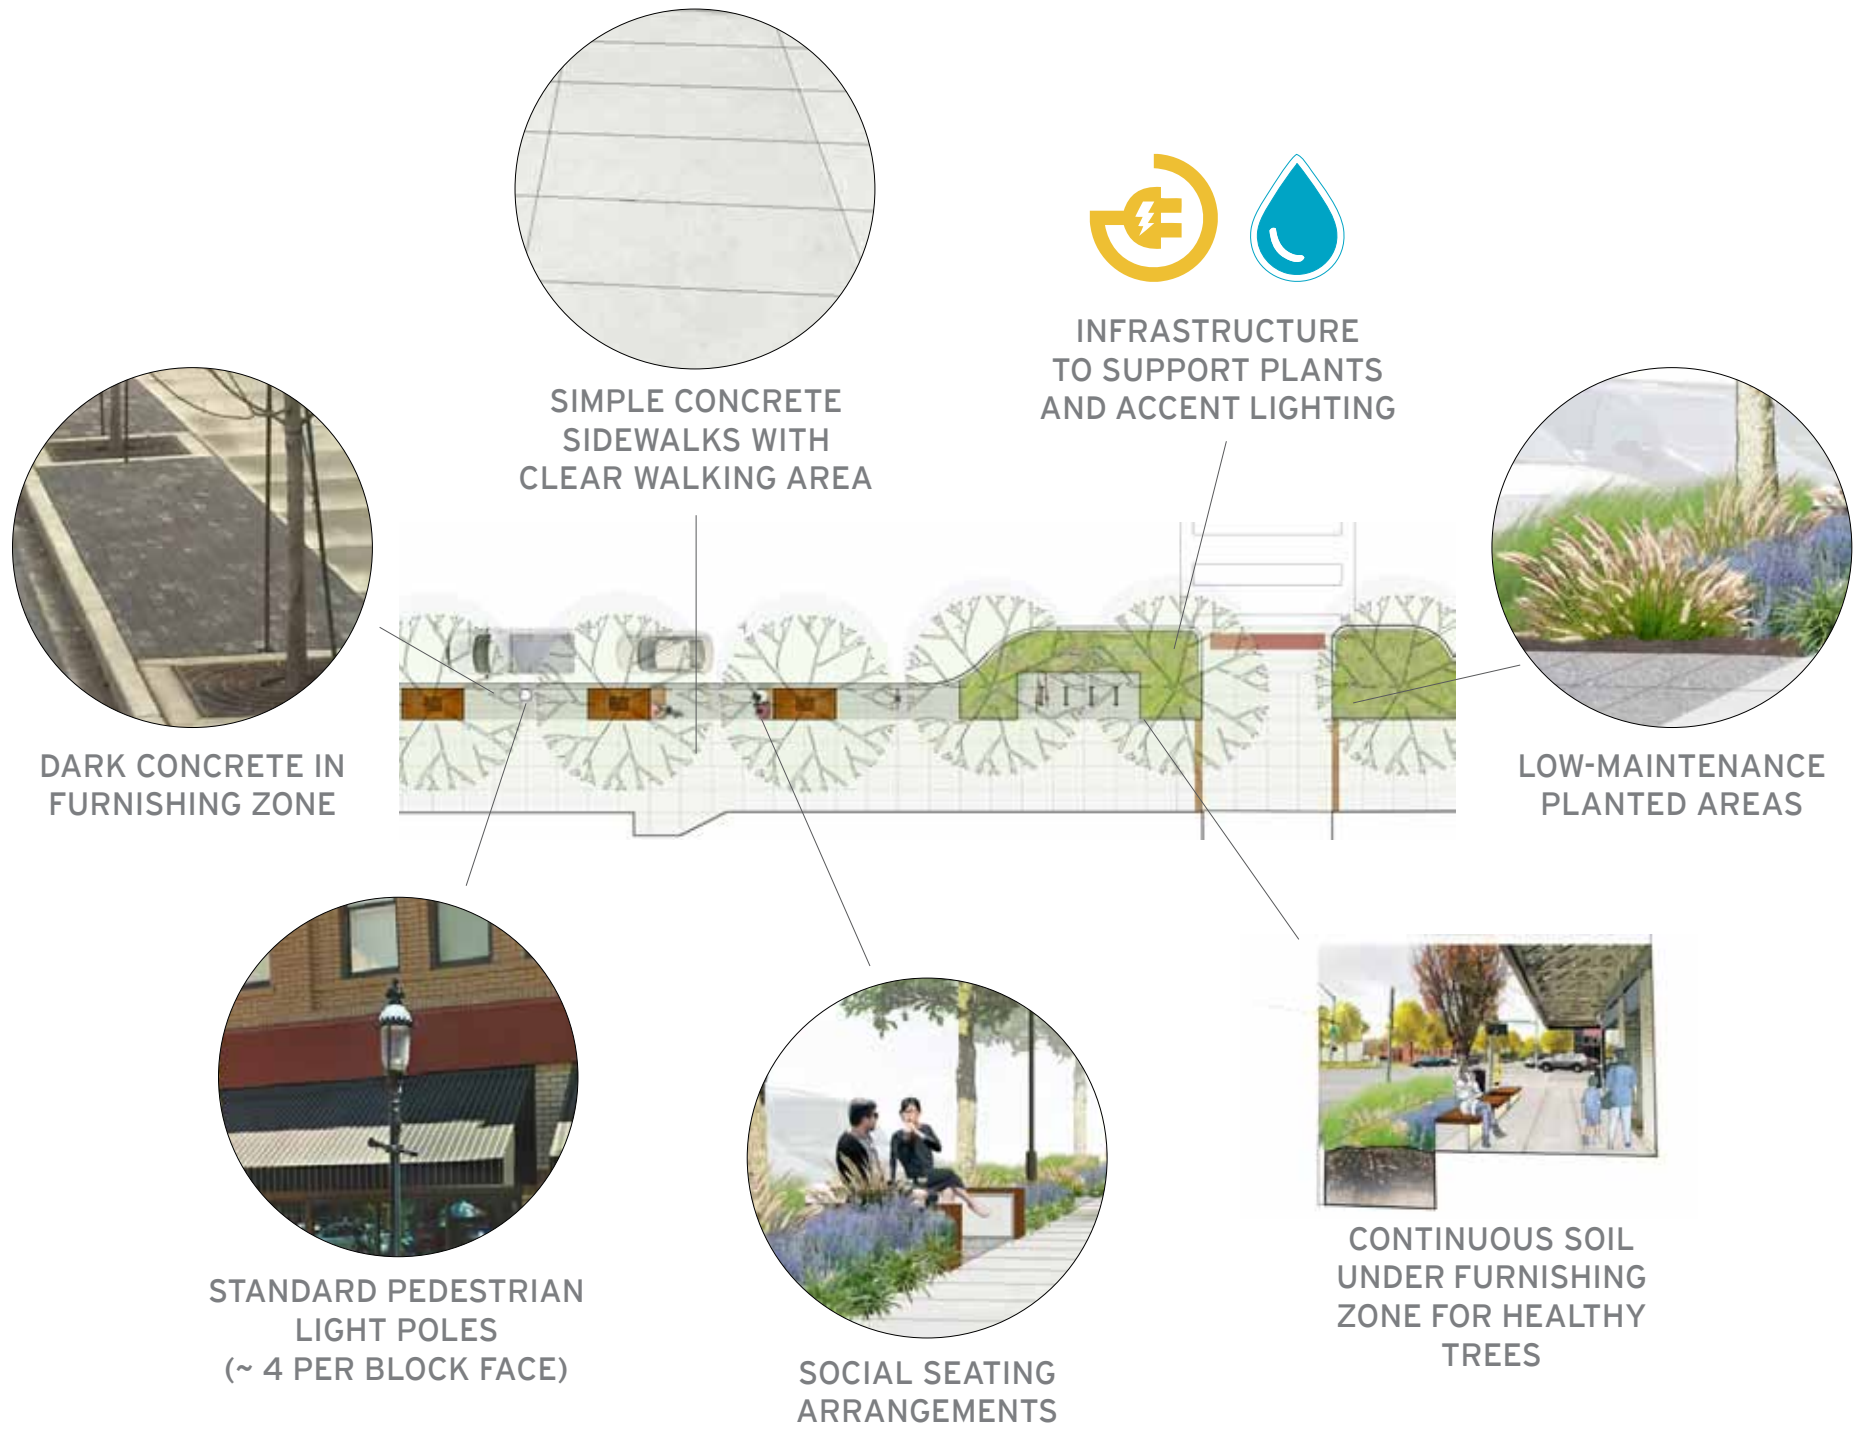 SIMPLE CONCRETE
SIDEWALKS WITH
CLEAR WALKING AREA
INFRASTRUCTURE
TO SUPPORT PLANTS
AND ACCENT LIGHTING
DARK CONCRETE IN
FURNISHING ZONE
LOW-MAINTENANCE
PLANTED AREAS
STANDARD PEDESTRIAN
LIGHT POLES
(~ 4 PER BLOCK FACE)
SOCIAL SEATING
ARRANGEMENTS
CONTINUOUS SOIL
UNDER FURNISHING
ZONE FOR HEALTHY
TREES